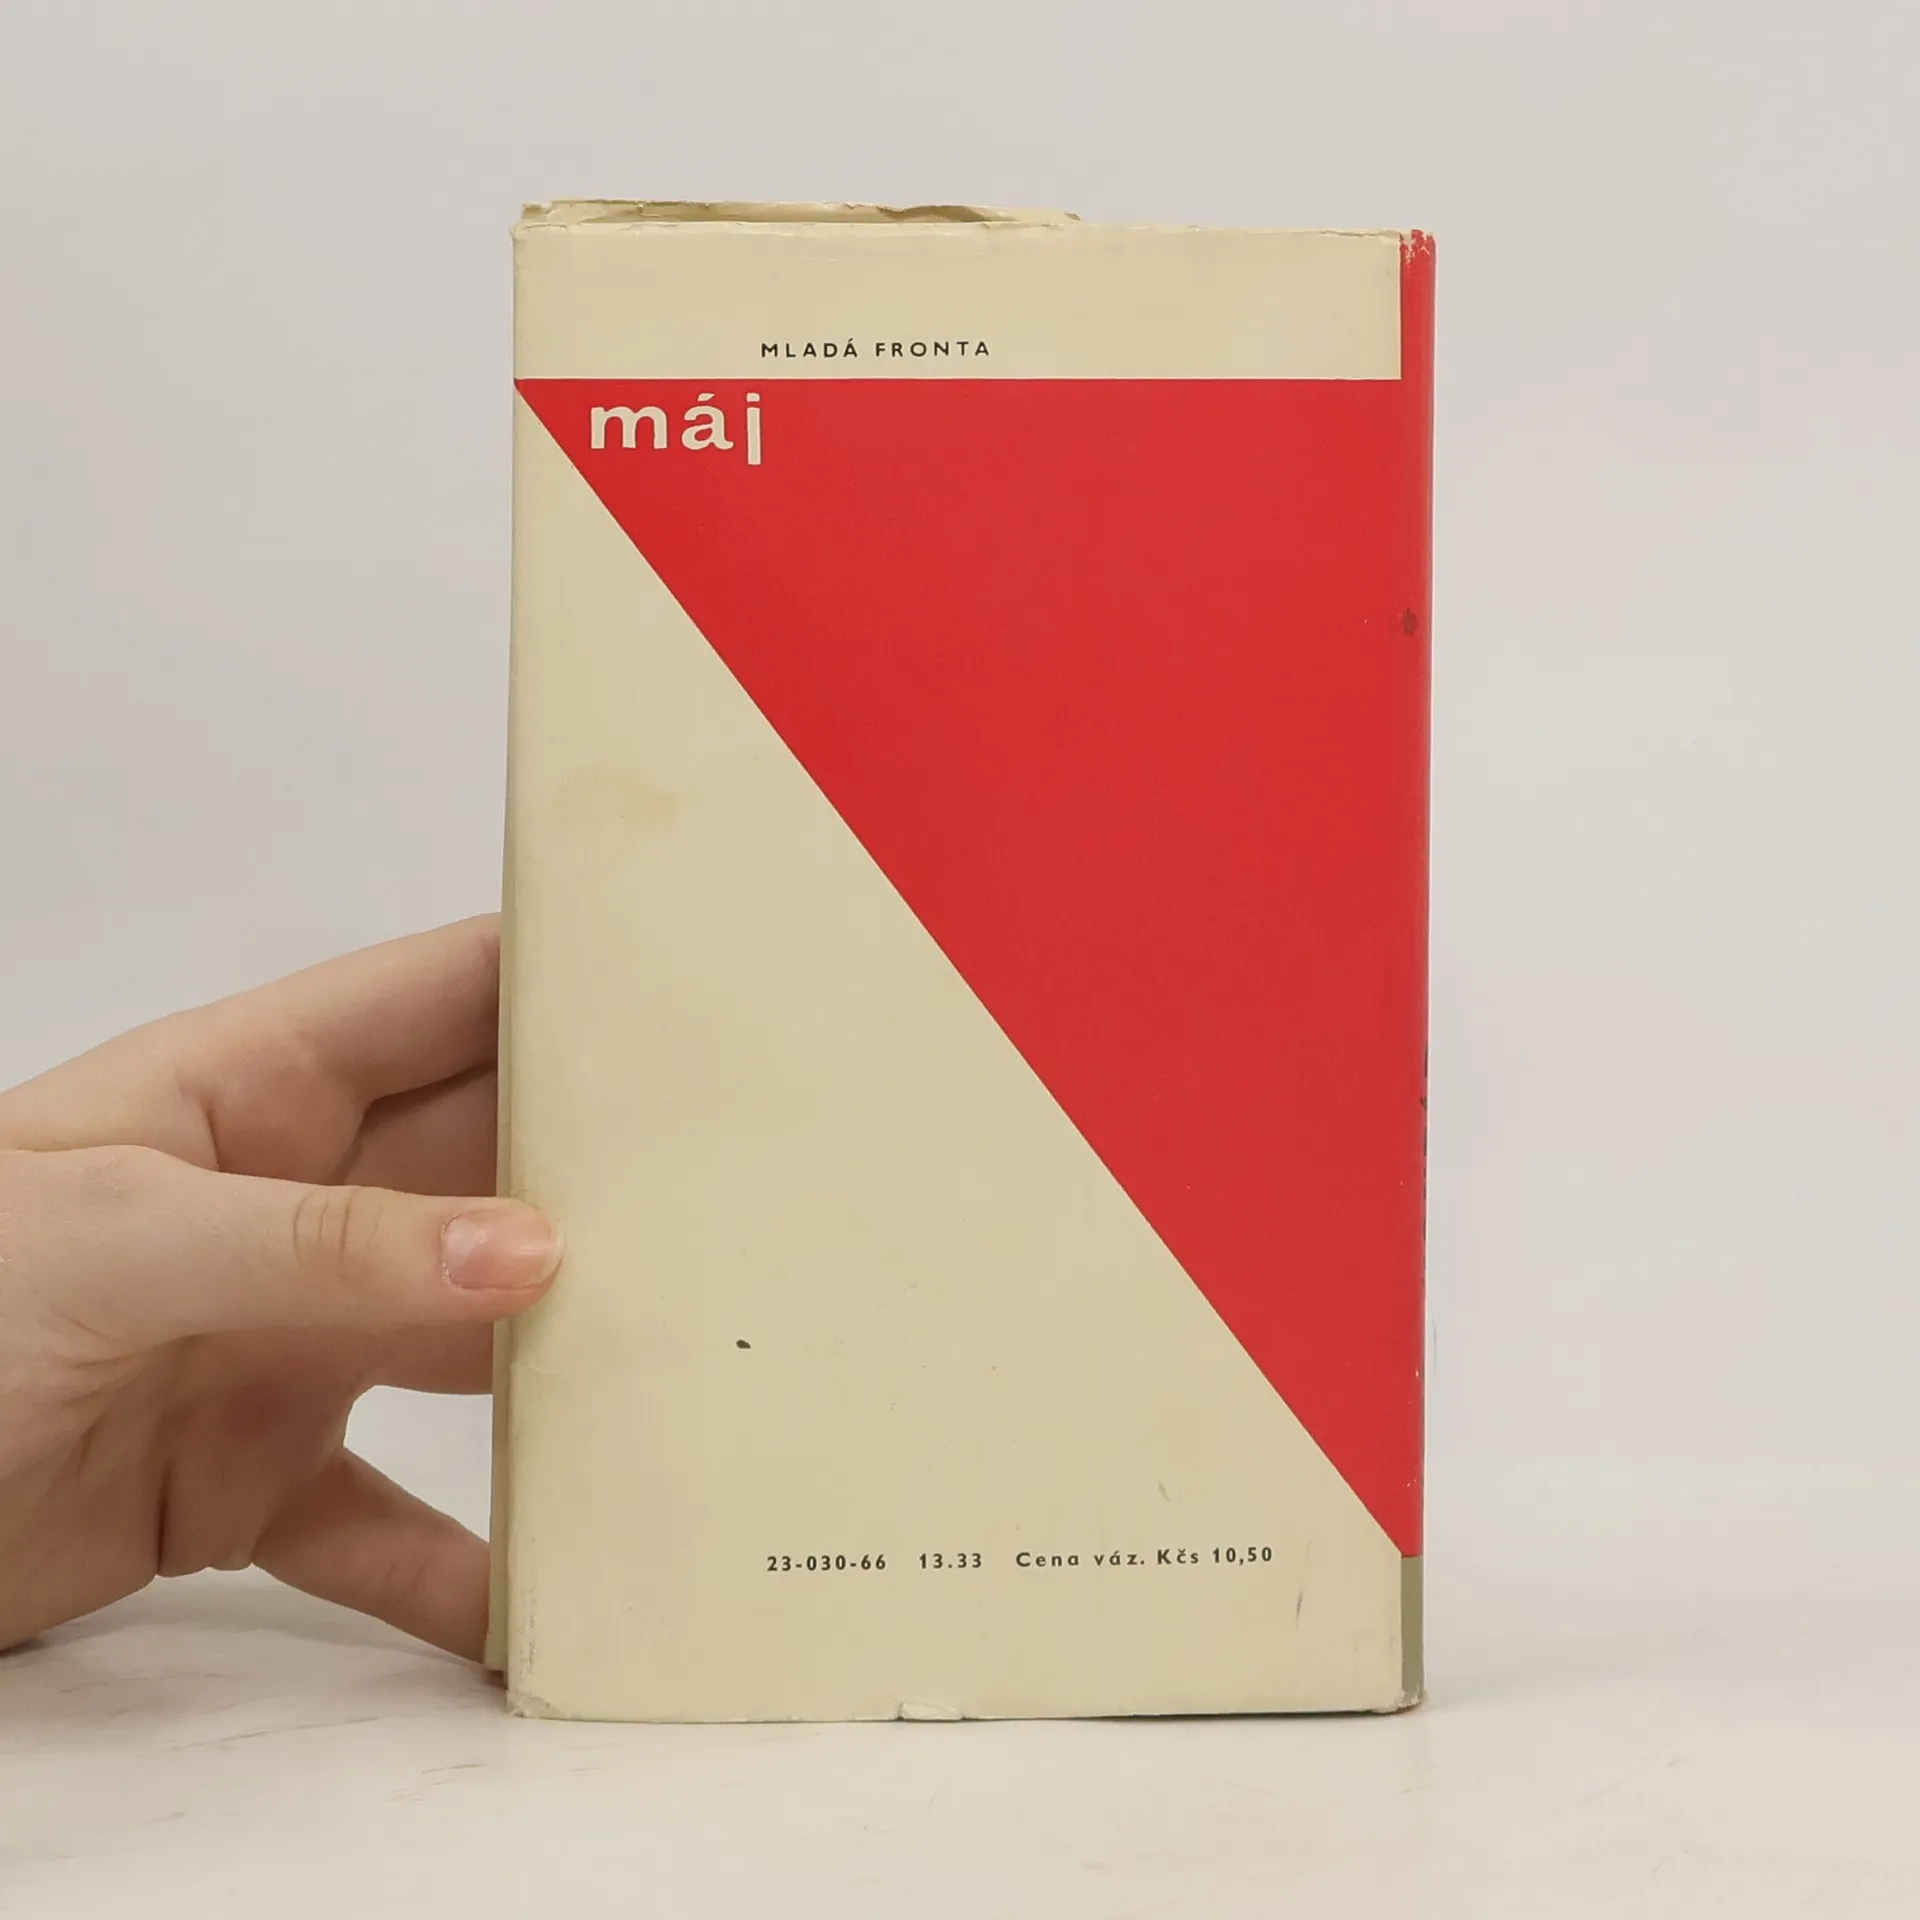 MLADÁ FRONTA
máj
23-030-66 13.33 Cena váz. Kčs 10,50